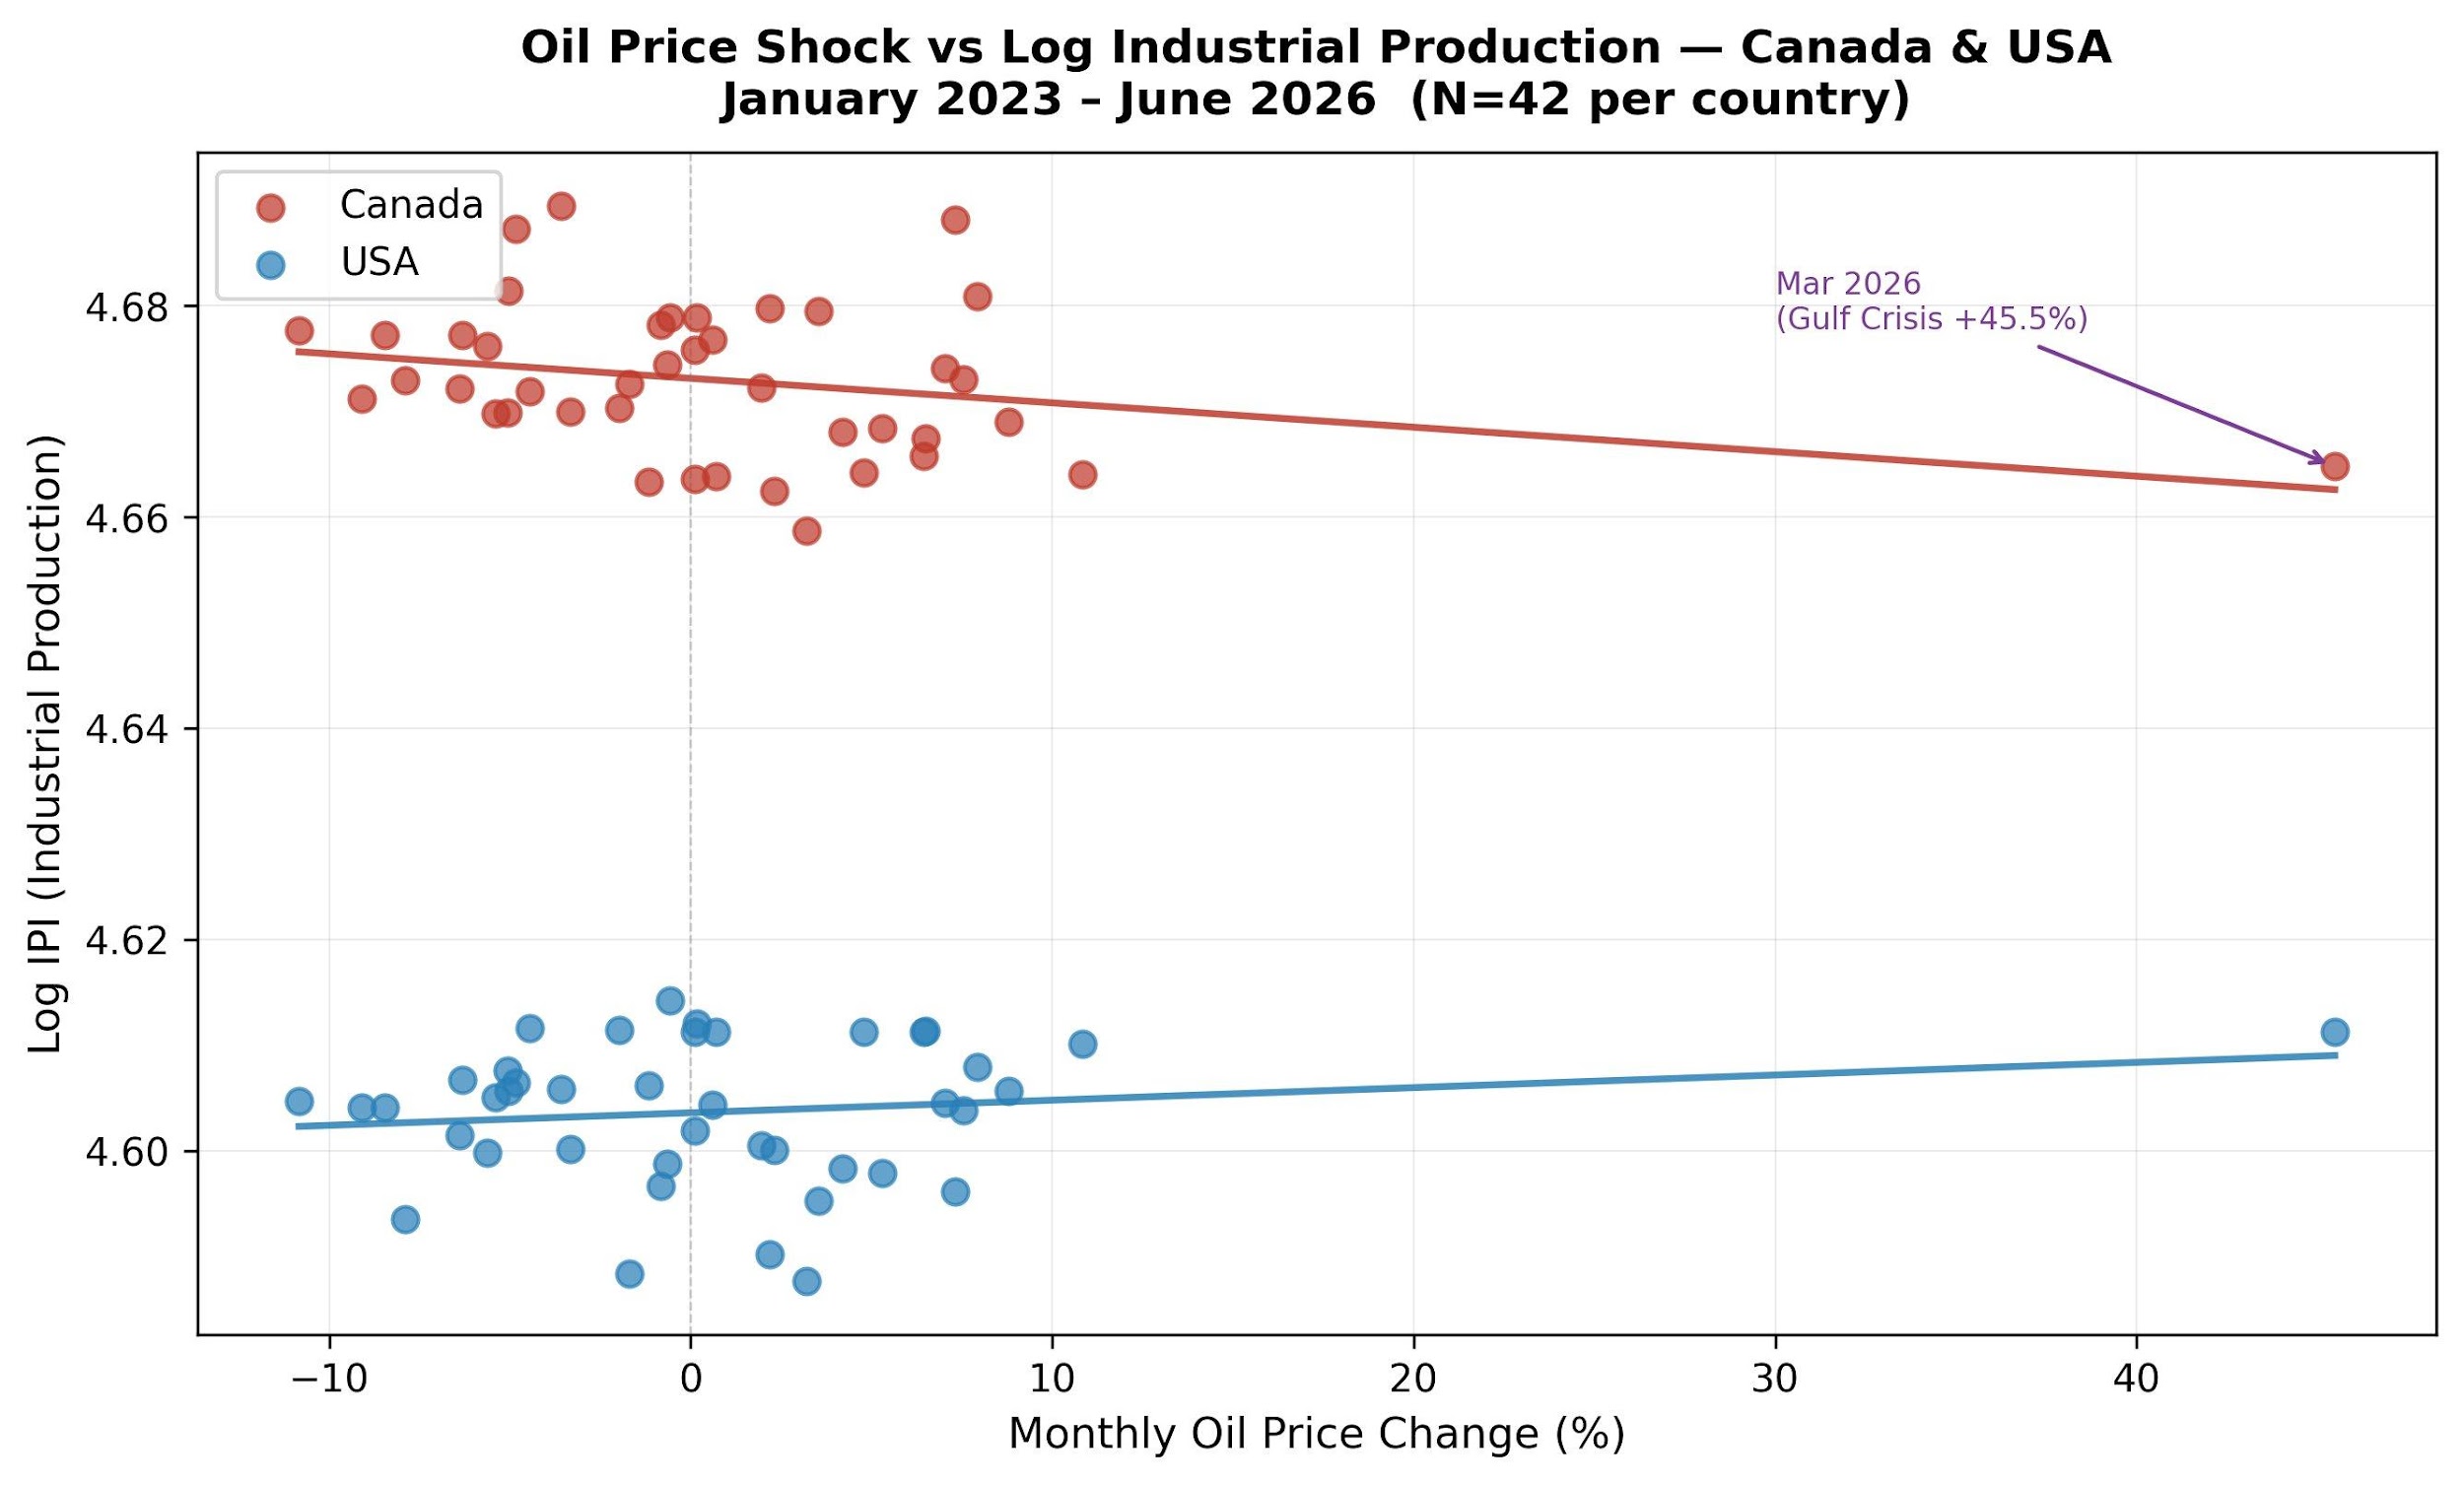 Oil Price Shock vs Log Industrial Production — Canada & USA
January 2023 – June 2026  (N=42 per country)
Canada
USA
Mar 2026
(Gulf Crisis +45.5%)
Log IPI (Industrial Production)
4.68
4.66
4.64
4.62
4.60
−10
0
10
20
30
40
Monthly Oil Price Change (%)